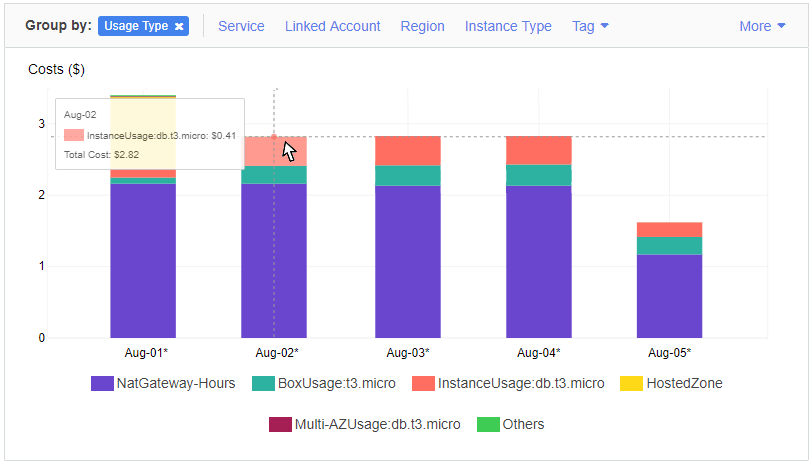 Group by: Usage Type × Service Linked Account Region Instance Type Tag More
Costs ($)
3
2
1
0
Aug-02
InstanceUsage:db.t3.micro: $0.41
Total Cost: $2.82
Aug-01* Aug-02* Aug-03* Aug-04* Aug-05*
NatGateway-Hours BoxUsage:t3.micro InstanceUsage:db.t3.micro HostedZone
Multi-AZUsage:db.t3.micro Others